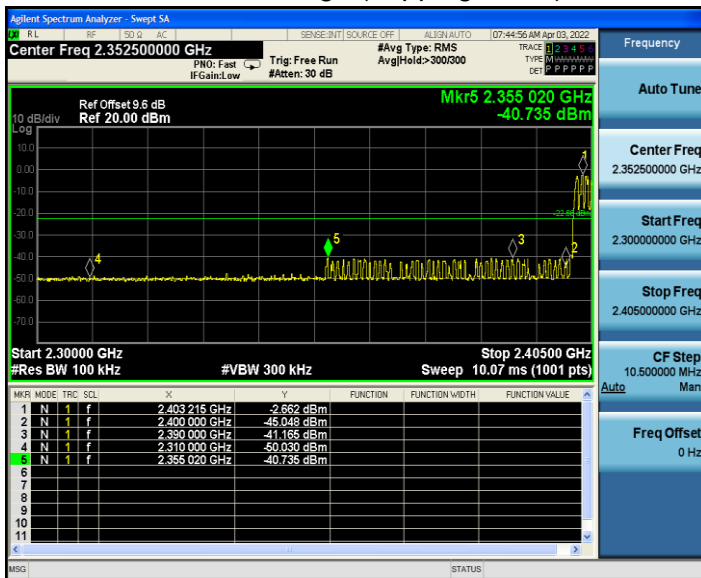 Agilent Spectrum Analyzer - Swept SA
LXI RL RF 50 Ω AC SENSE:INT SOURCE OFF ALIGN AUTO 07:44:56 AM Apr 03, 2022
Center Freq 2.352500000 GHz
#Avg Type: RMS
TRACE 1 2 3 4 5 6
PNO: Fast
Trig: Free Run
Avg|Hold:>300/300
TYPE M
IFGain:Low
#Atten: 30 dB
DET P P P P P P
Mkr5 2.355 020 GHz
Ref Offset 9.6 dB
-40.735 dBm
10 dB/div
Ref 20.00 dBm
Log
10.0
0.00
-10.0
-30.0
-40.0
-50.0
-60.0
-70.0
1
5
3
2
4
Start 2.30000 GHz
Stop 2.40500 GHz
#Res BW 100 kHz
#VBW 300 kHz
Sweep 10.07 ms (1001 pts)
MKR MODE TRC SCL X Y FUNCTION FUNCTION WIDTH FUNCTION VALUE
1 N 1 f 2.403 215 GHz -2.662 dBm
2 N 1 f 2.400 000 GHz -45.048 dBm
3 N 1 f 2.390 000 GHz -41.165 dBm
4 N 1 f 2.310 000 GHz -50.030 dBm
5 N 1 f 2.355 020 GHz -40.735 dBm
6
7
8
9
10
11
MSG
STATUS
Frequency
Auto Tune
Center Freq
2.352500000 GHz
Start Freq
2.300000000 GHz
Stop Freq
2.405000000 GHz
CF Step
10.500000 MHz
Auto Man
Freq Offset
0 Hz